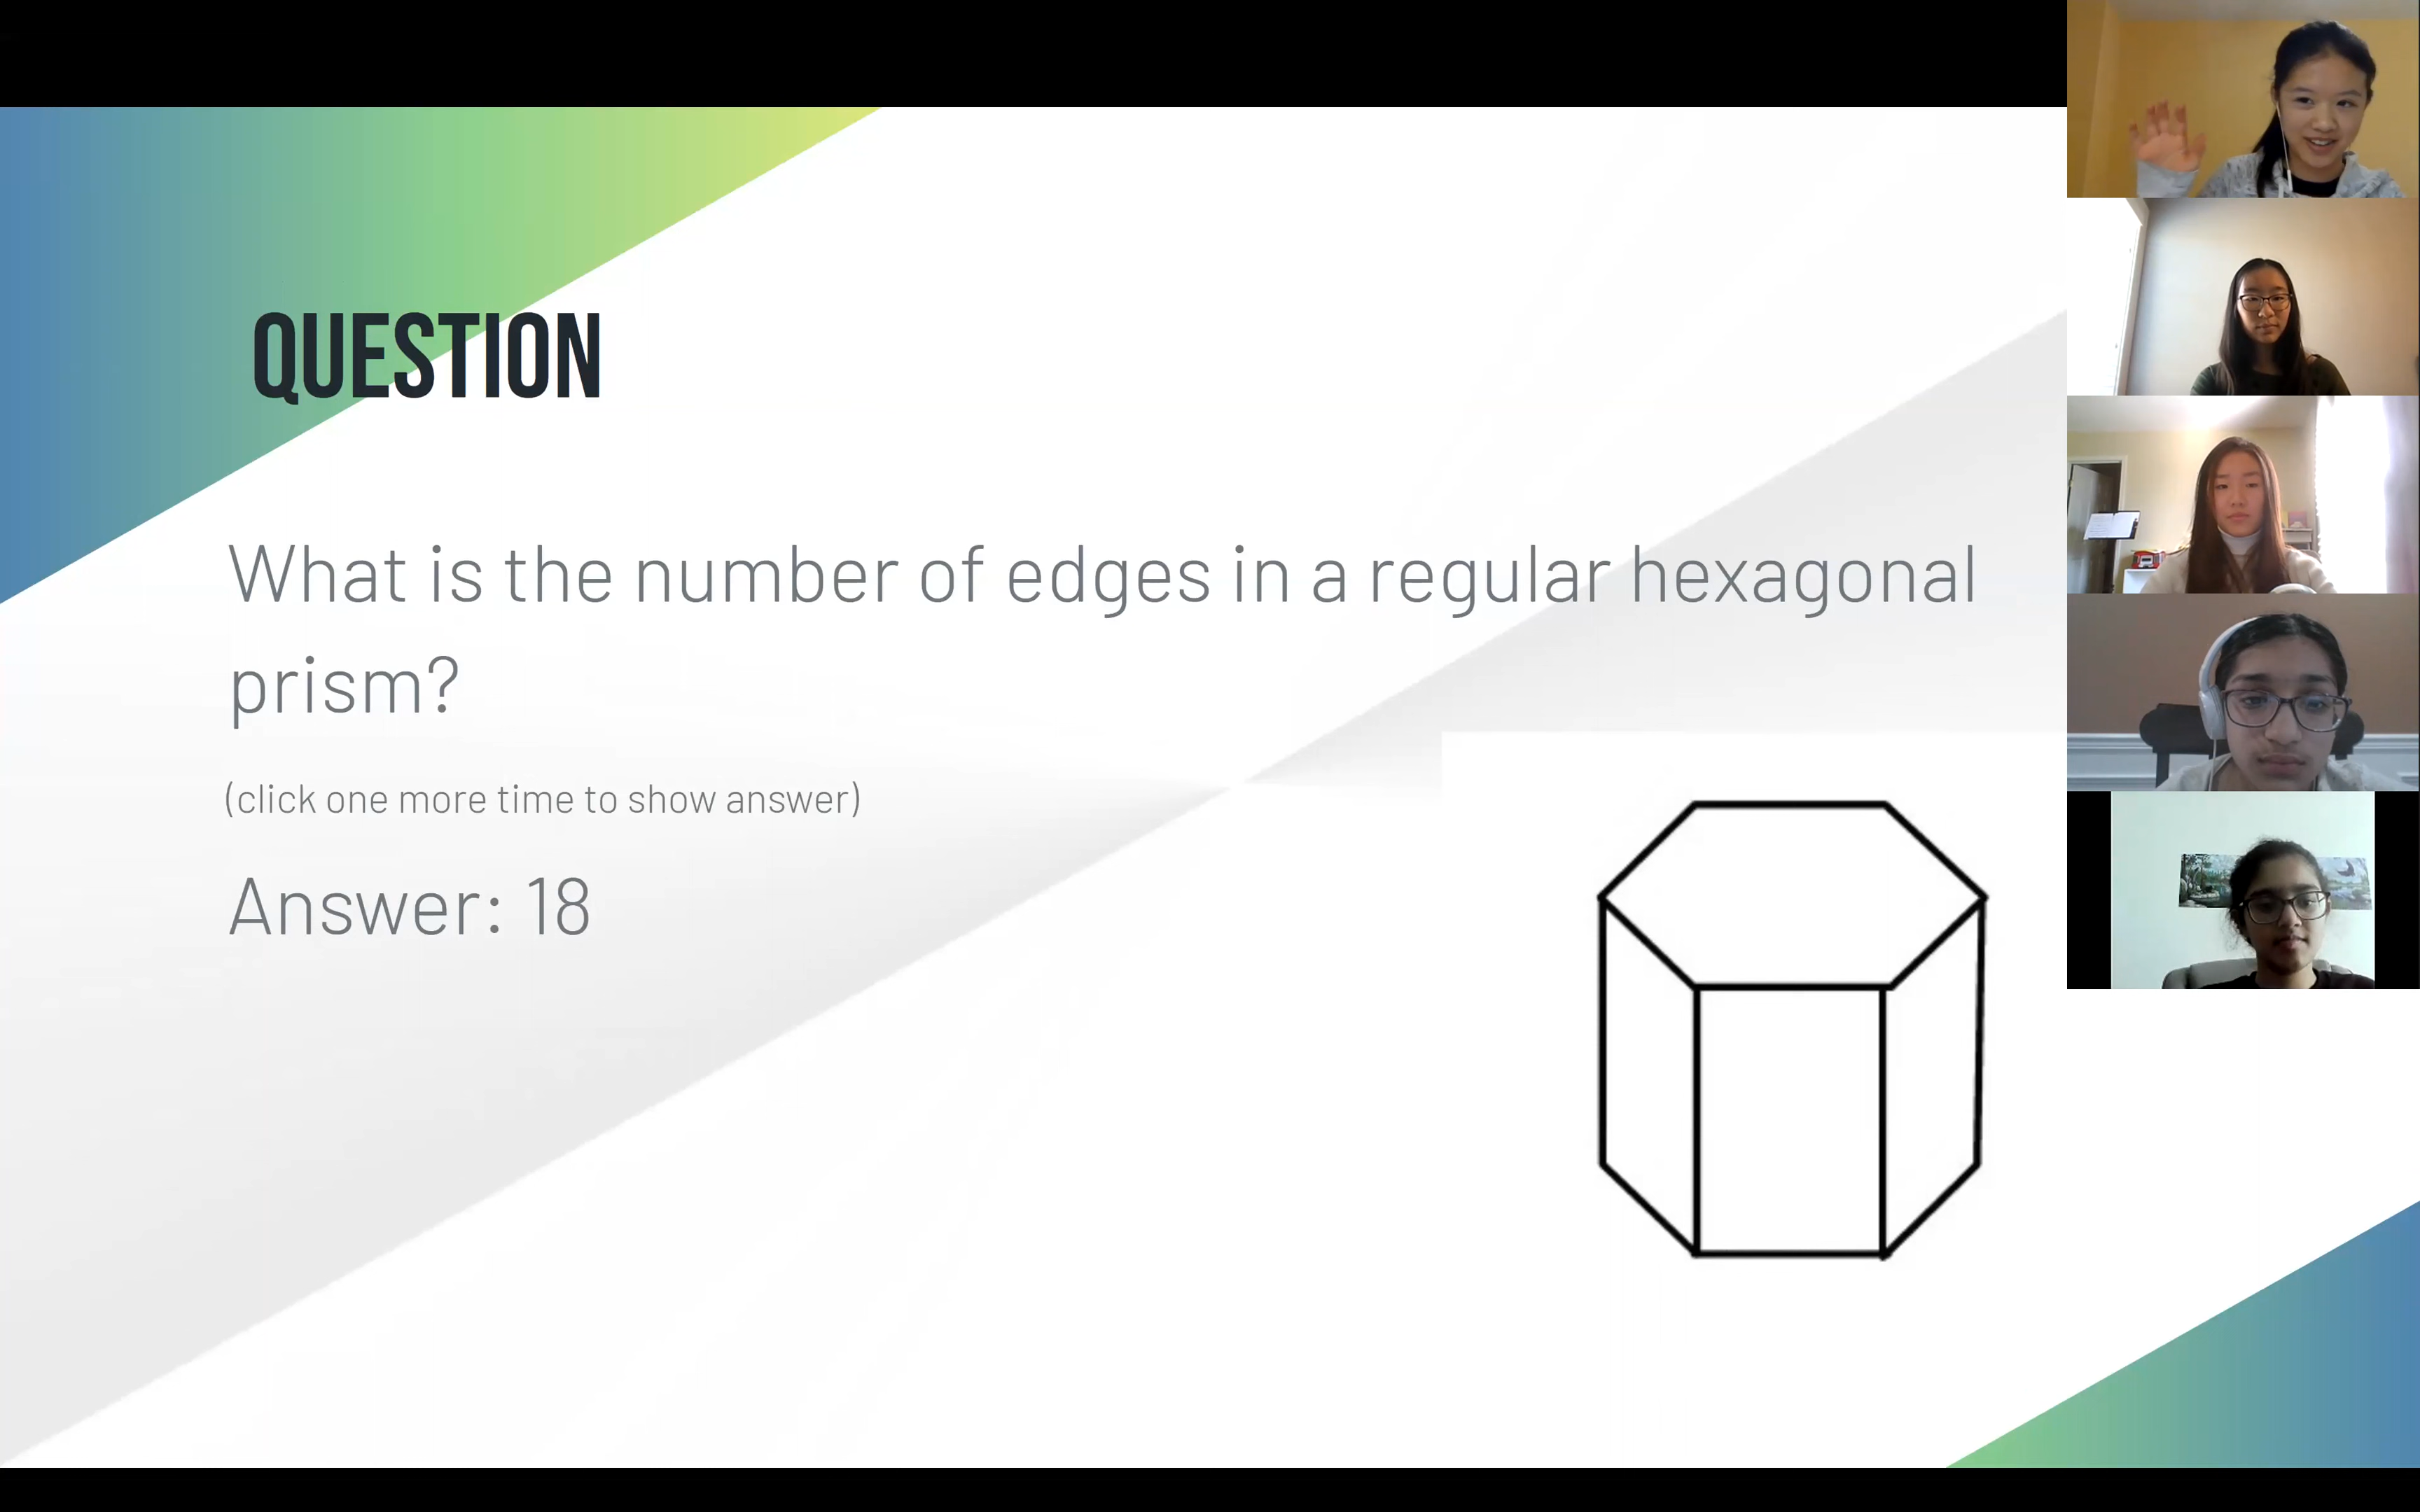 QUESTION
What is the number of edges in a regular hexagonal
prism?
(click one more time to show answer)
Answer: 18